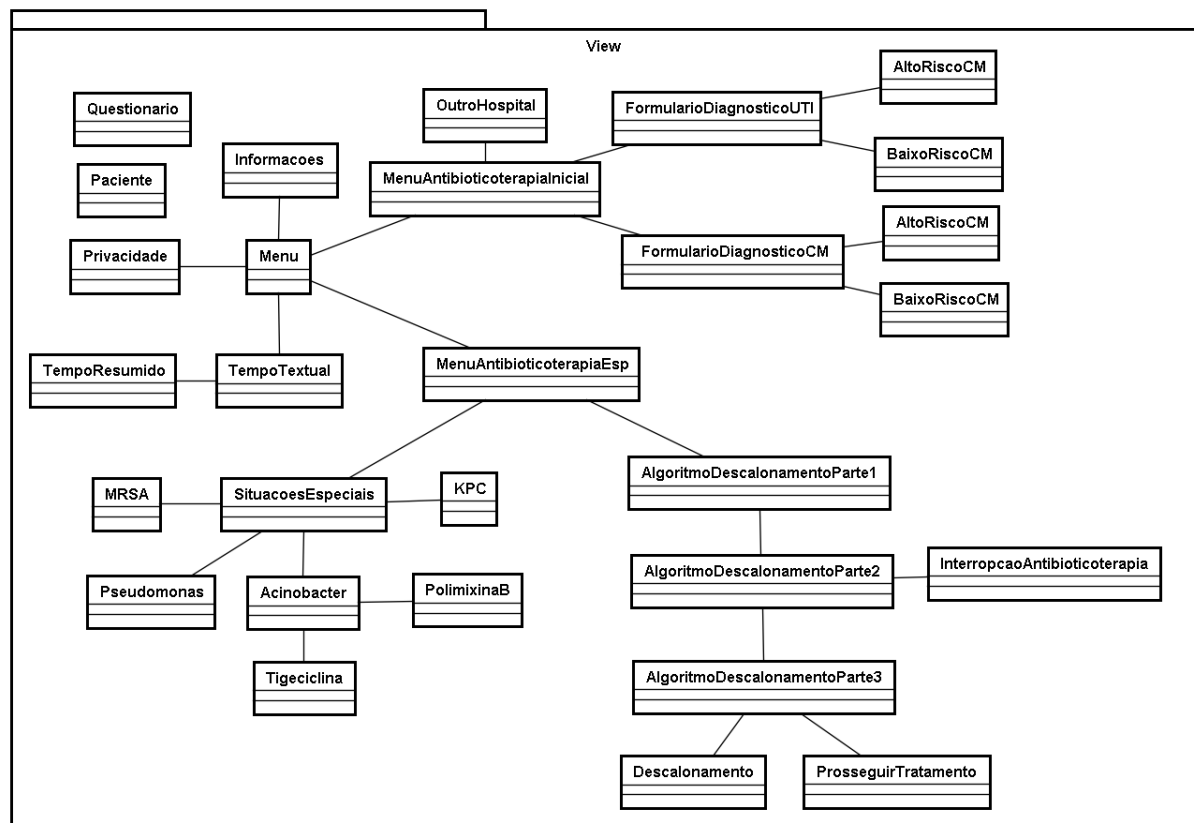 View
AltoRiscoCM
Questionario
OutroHospital
FormularioDiagnosticoUTI
Informacoes
BaixoRiscoCM
Paciente
MenuAntibioticoterapiaInicial
AltoRiscoCM
Privacidade
Menu
FormularioDiagnosticoCM
BaixoRiscoCM
MenuAntibioticoterapiaEsp
TempoResumido
TempoTextual
AlgoritmoDescalonamentoParte1
MRSA
SituacoesEspeciais
KPC
AlgoritmoDescalonamentoParte2
InterropcaoAntibioticoterapia
Pseudomonas
Acinobacter
PolimixinaB
Tigeciclina
AlgoritmoDescalonamentoParte3
Descalonamento
ProsseguirTratamento